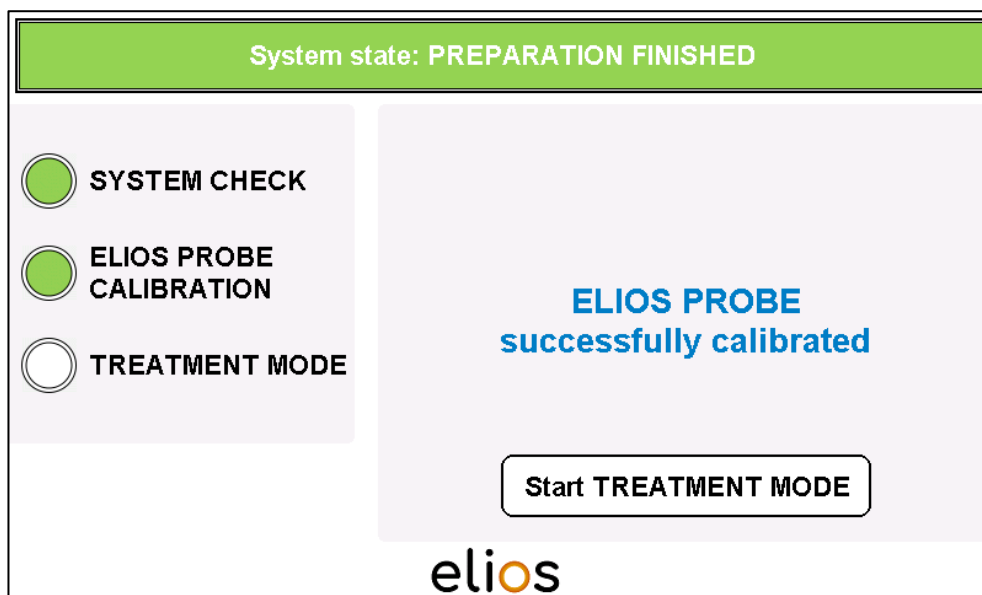 System state: PREPARATION FINISHED
SYSTEM CHECK
ELIOS PROBE
CALIBRATION
TREATMENT MODE
ELIOS PROBE
successfully calibrated
Start TREATMENT MODE
elios